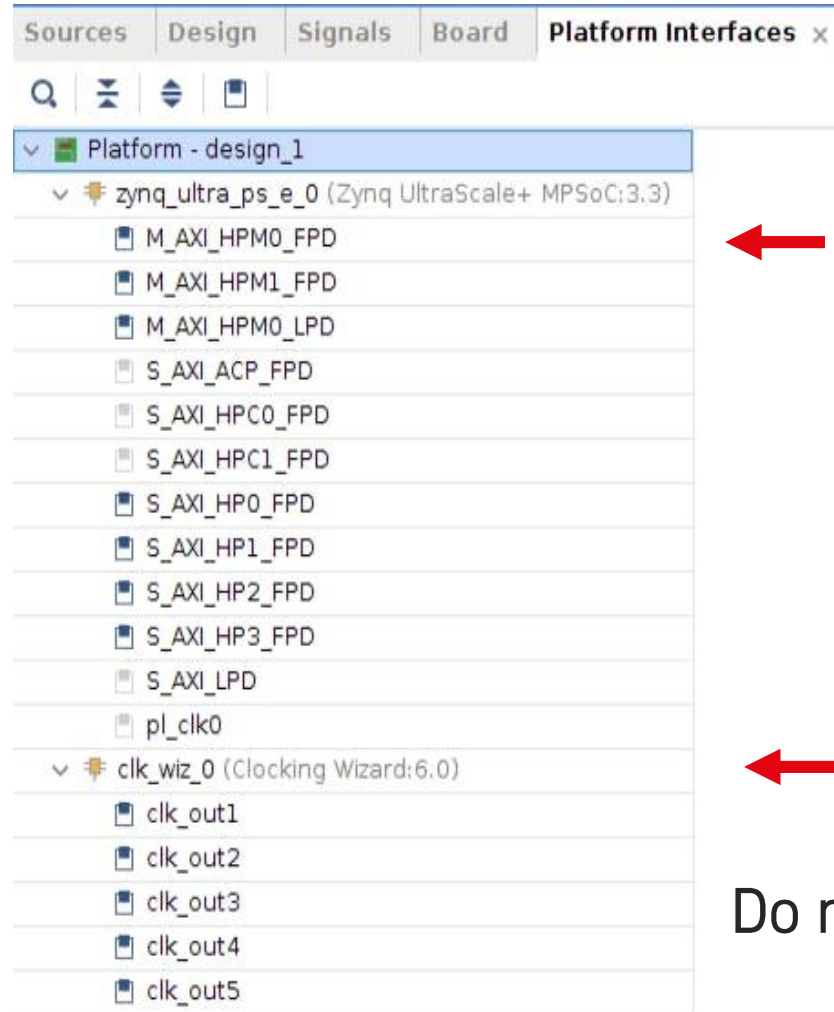 Sources Design Signals Board Platform Interfaces ×
Platform - design_1
zynq_ultra_ps_e_0 (Zynq UltraScale+ MPSoC:3.3)
M_AXI_HPM0_FPD
M_AXI_HPM1_FPD
M_AXI_HPM0_LPD
S_AXI_ACP_FPD
S_AXI_HPC0_FPD
S_AXI_HPC1_FPD
S_AXI_HP0_FPD
S_AXI_HP1_FPD
S_AXI_HP2_FPD
S_AXI_HP3_FPD
S_AXI_LPD
pl_clk0
clk_wiz_0 (Clocking Wizard:6.0)
clk_out1
clk_out2
Do
clk_out3
clk_out4
clk_out5